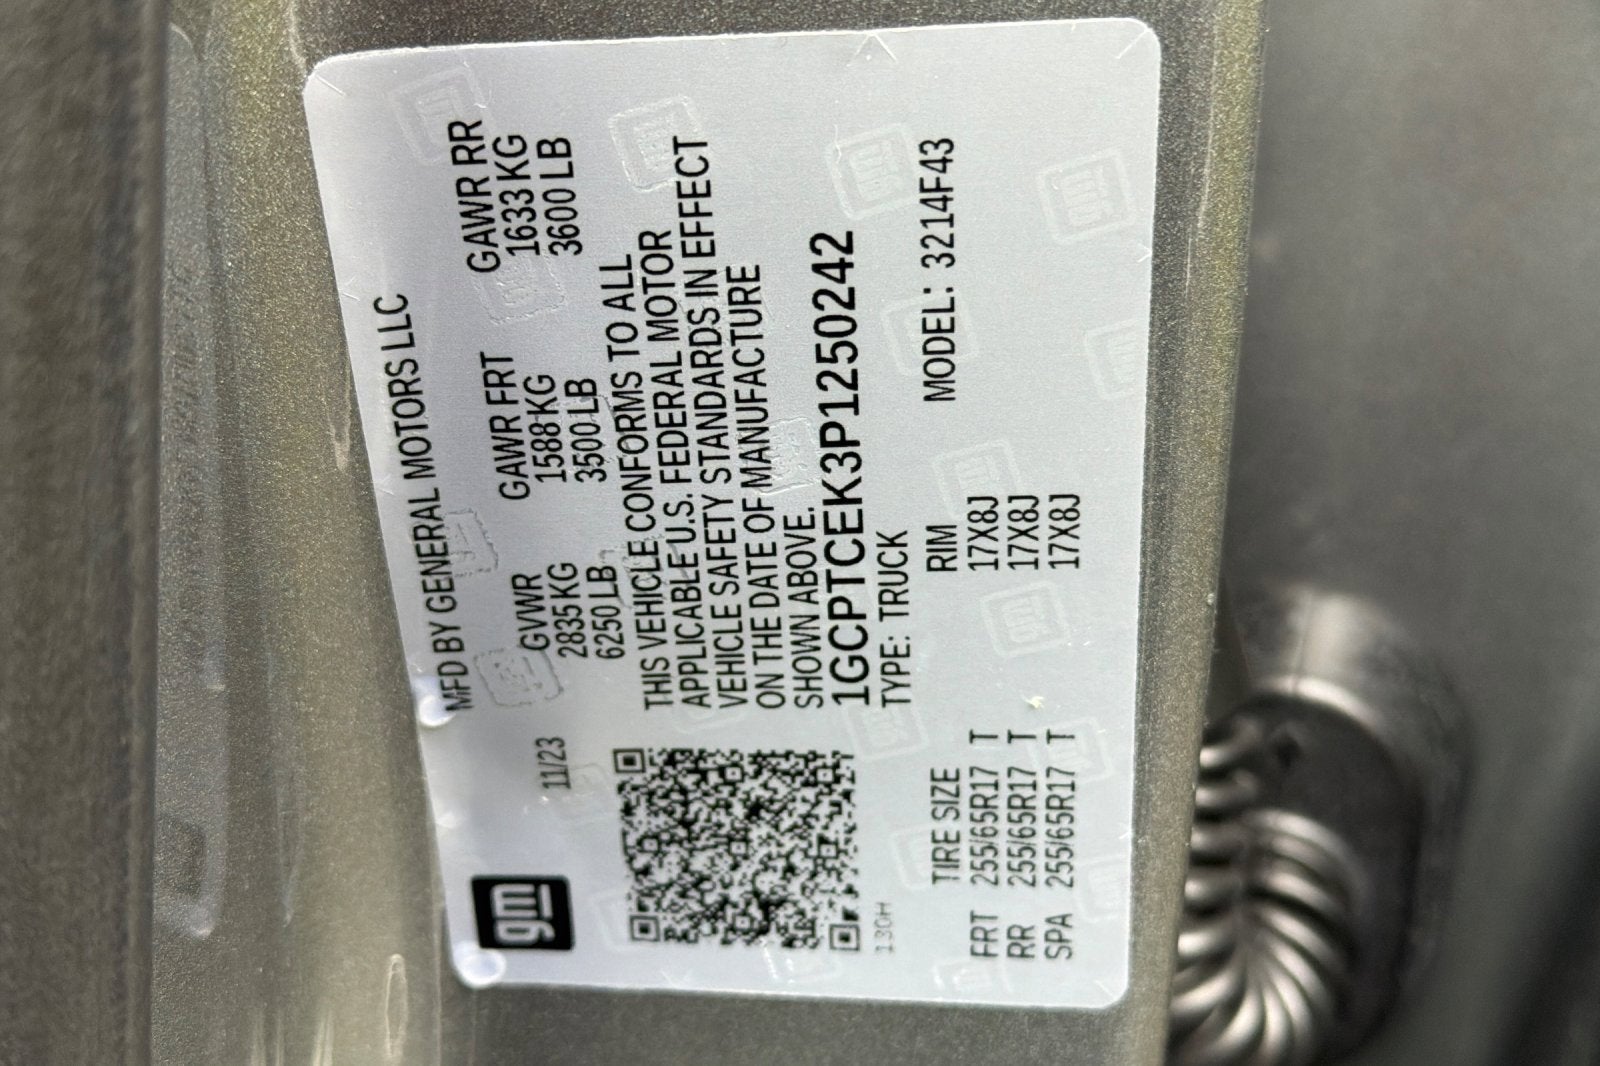 MFD BY GENERAL MOTORS LLC
gm
11/23
GVWR GAWR FRT GAWR RR
2835 KG 1588 KG 1633 KG
6250 LB 3500 LB 3600 LB
THIS VEHICLE CONFORMS TO ALL
APPLICABLE U.S. FEDERAL MOTOR
VEHICLE SAFETY STANDARDS IN EFFECT
ON THE DATE OF MANUFACTURE
SHOWN ABOVE.
1GCPTCEK3P1250242
TYPE: TRUCK MODEL: 3214F43
130H
TIRE SIZE RIM
FRT 255/65R17 T 17X8J
RR 255/65R17 T 17X8J
SPA 255/65R17 T 17X8J